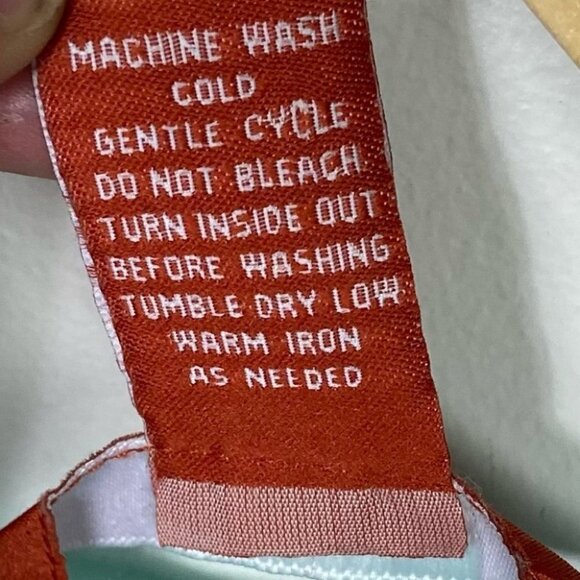 MACHINE WASH
COLD
GENTLE CYCLE
DO NOT BLEACH
TURN INSIDE OUT
BEFORE WASHING
TUMBLE DRY LOW
WARM IRON
AS NEEDED